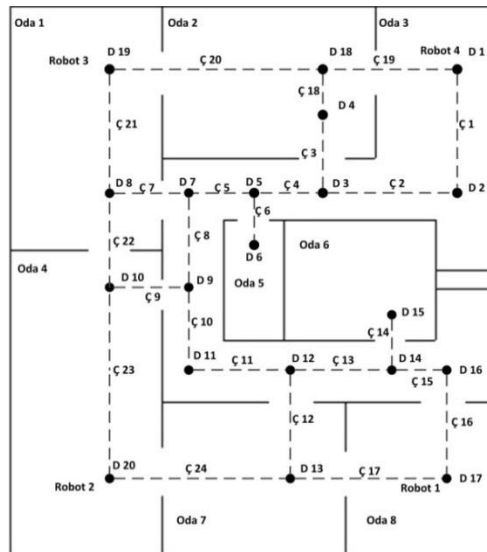 Oda 1
Oda 2
Oda 3
D 19
D 18
Robot 4
D 1
Robot 3
Ç 20
Ç 19
Ç 18
D 4
Ç 21
Ç 1
Ç 3
D 8
D 7
D 5
D 3
D 2
Ç 7
Ç 5
Ç 4
Ç 2
Ç 6
Ç 8
Ç 22
Oda 6
D 6
Oda 4
D 10
D 9
Oda 5
Ç 9
D 15
Ç 10
Ç 14
D 11
D 12
D 14
D 16
Ç 11
Ç 13
Ç 23
Ç 15
Ç 12
Ç 16
D 20
Ç 24
D 13
Ç 17
D 17
Robot 2
Robot 1
Oda 7
Oda 8